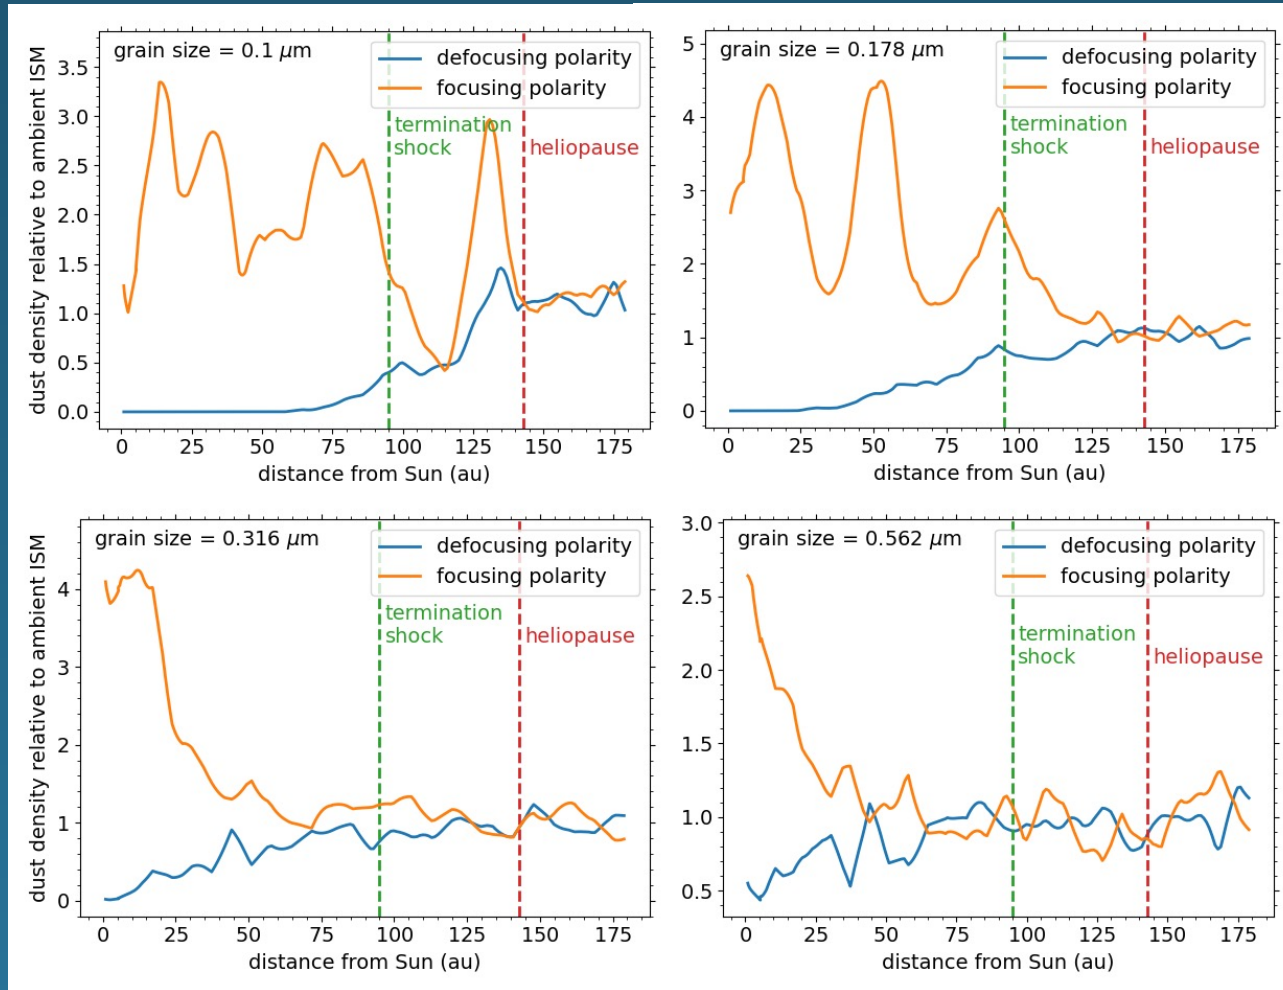 grain size = 0.1 μm
defocusing polarity
focusing polarity
termination
shock
heliopause
dust density relative to ambient ISM
3.5
3.0
2.5
2.0
1.5
1.0
0.5
0.0
0 25 50 75 100 125 150 175
distance from Sun (au)
grain size = 0.178 μm
defocusing polarity
focusing polarity
termination
shock
heliopause
5
4
3
2
1
0
0 25 50 75 100 125 150 175
distance from Sun (au)
grain size = 0.316 μm
defocusing polarity
focusing polarity
termination
shock
heliopause
dust density relative to ambient ISM
4
3
2
1
0
0 25 50 75 100 125 150 175
distance from Sun (au)
grain size = 0.562 μm
defocusing polarity
focusing polarity
termination
shock
heliopause
3.0
2.5
2.0
1.5
1.0
0.5
0 25 50 75 100 125 150 175
distance from Sun (au)